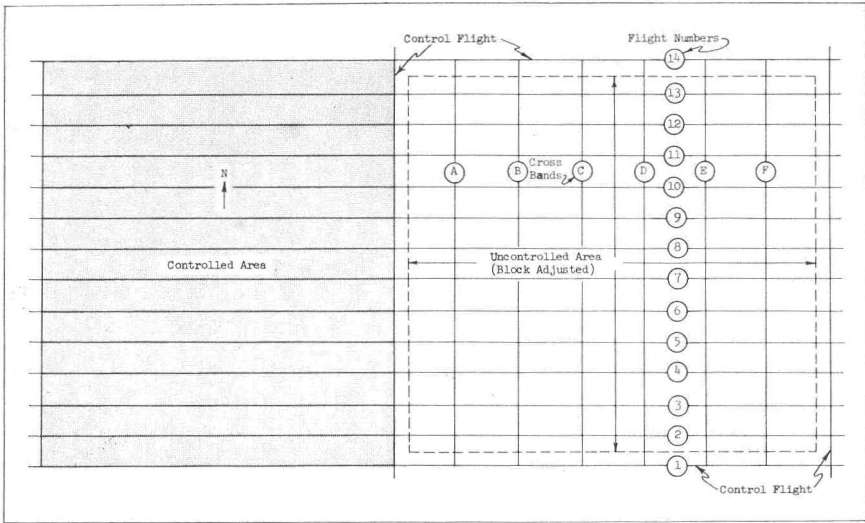 Control Flight
Flight Numbers
14
13
12
11
10
9
8
7
6
5
4
3
2
1
N
A
B
Cross
Bands
C
D
E
F
Controlled Area
Uncontrolled Area
(Block Adjusted)
Control Flight